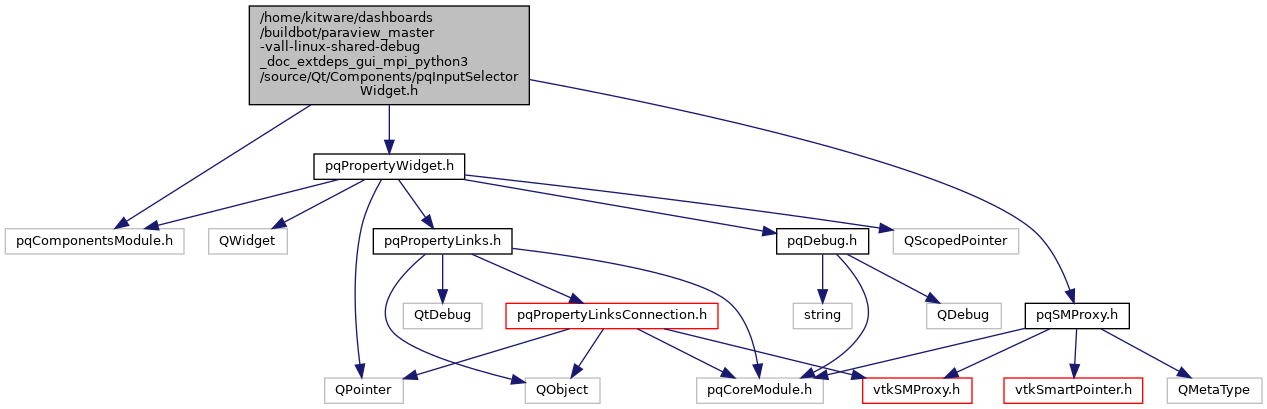 /home/kitware/dashboards
/buildbot/paraview_master
-vall-linux-shared-debug
_doc_extdeps_gui_mpi_python3
/source/Qt/Components/pqInputSelector
Widget.h
pqPropertyWidget.h
pqComponentsModule.h
QWidget
pqPropertyLinks.h
pqDebug.h
QScopedPointer
QtDebug
pqPropertyLinksConnection.h
string
QDebug
pqSMProxy.h
QPointer
QObject
pqCoreModule.h
vtkSMProxy.h
vtkSmartPointer.h
QMetaType